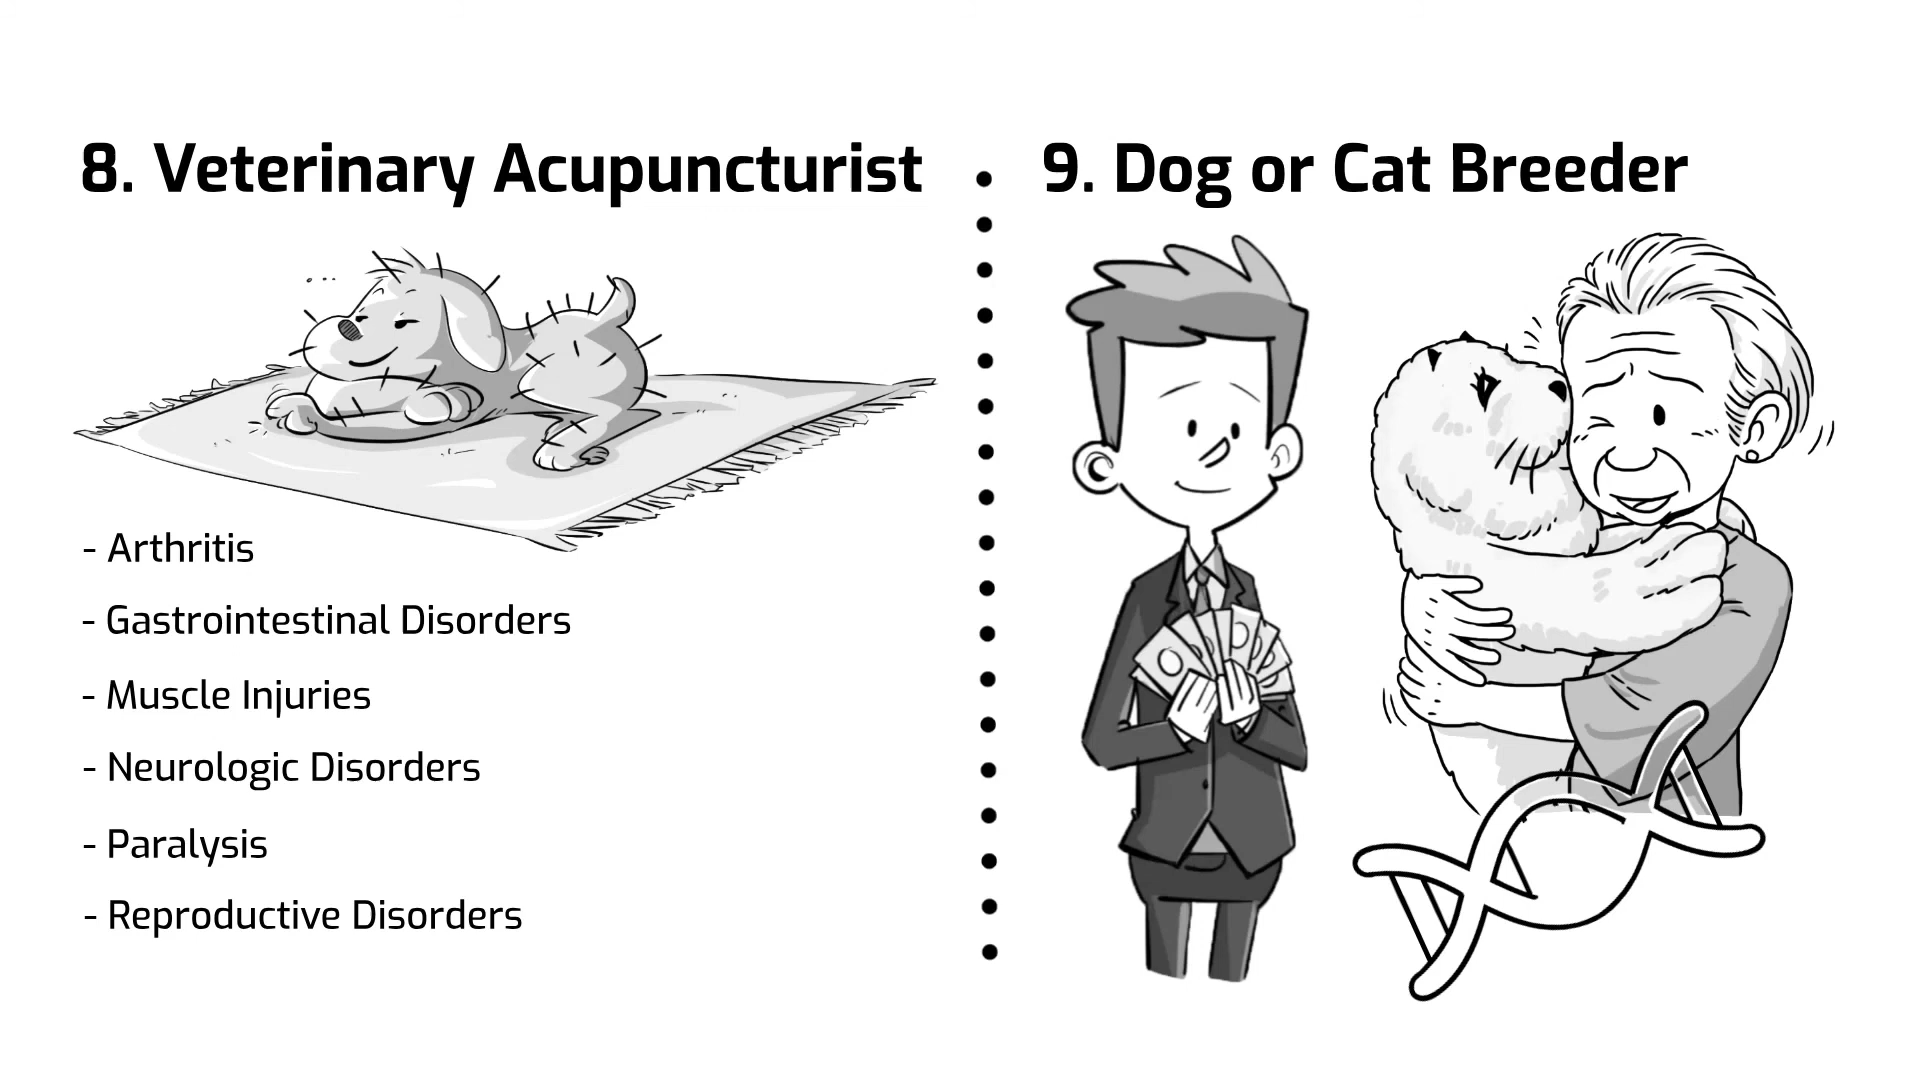 8. Veterinary Acupuncturist
- Arthritis
- Gastrointestinal Disorders
- Muscle Injuries
- Neurologic Disorders
- Paralysis
- Reproductive Disorders
9. Dog or Cat Breeder